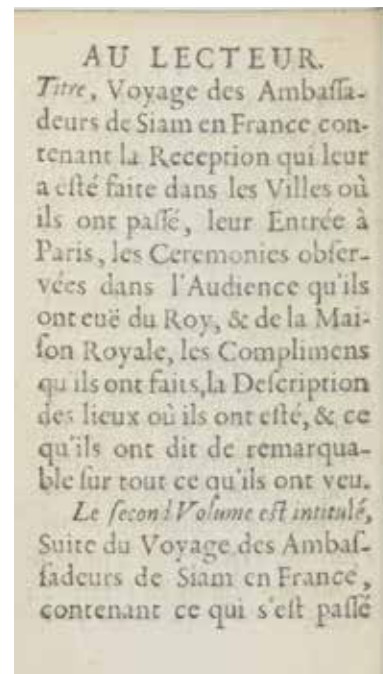 AU LECTEUR.
Titre, Voyage des Ambaſſa-
deurs de Siam en France con-
tenant la Reception qui leur
a eſté faite dans les Villes où
ils ont paſſé, leur Entrée à
Paris, les Ceremonies obſer-
vées dans l'Audience qu'ils
ont euë du Roy, & de la Mai-
ſon Royale, les Complimens
qu'ils ont faits, la Deſcription
des lieux où ils ont eſté, & ce
qu'ils ont dit de remarqua-
ble ſur tout ce qu'ils ont veu.
Le ſecond Volume eſt intitulé,
Suite du Voyage des Ambaſ-
ſadeurs de Siam en France,
contenant ce qui s'eſt paſſé